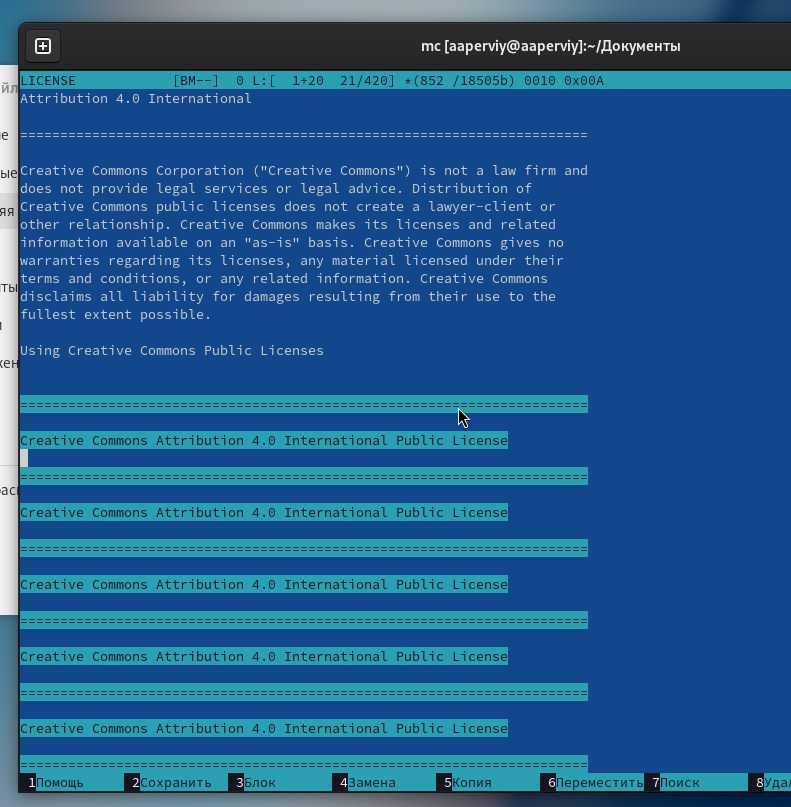 mc [aaperviy@aaperviy]:~/Документы
LICENSE [BM--] 0 L:[ 1+20 21/420] *(852 /18505b) 0010 0x00A
Attribution 4.0 International
=======================================================================
Creative Commons Corporation ("Creative Commons") is not a law firm and
does not provide legal services or legal advice. Distribution of
Creative Commons public licenses does not create a lawyer-client or
other relationship. Creative Commons makes its licenses and related
information available on an "as-is" basis. Creative Commons gives no
warranties regarding its licenses, any material licensed under their
terms and conditions, or any related information. Creative Commons
disclaims all liability for damages resulting from their use to the
fullest extent possible.
Using Creative Commons Public Licenses
=======================================================================
Creative Commons Attribution 4.0 International Public License
=======================================================================
Creative Commons Attribution 4.0 International Public License
=======================================================================
Creative Commons Attribution 4.0 International Public License
=======================================================================
Creative Commons Attribution 4.0 International Public License
=======================================================================
Creative Commons Attribution 4.0 International Public License
=======================================================================
1Помощь 2Сохранить 3Блок 4Замена 5Копия 6Переместить 7Поиск 8Удал